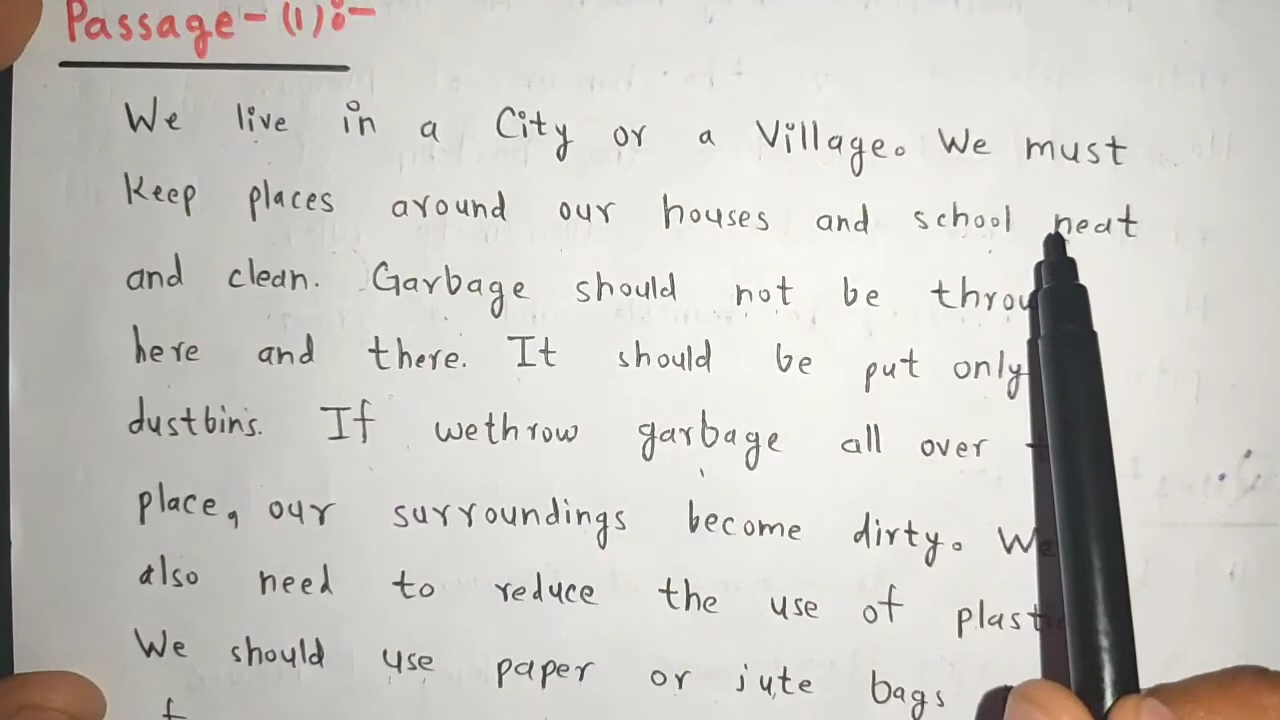 Passage-(1):-
We live in a City or a Village. We must
Keep places around our houses and school neat
and clean. Garbage should not be
here and there. It should be put only
dustbins. If wethrow garbage all over
place, our surroundings become dirty. We
also need to reduce the use of
We should use paper or jute bags